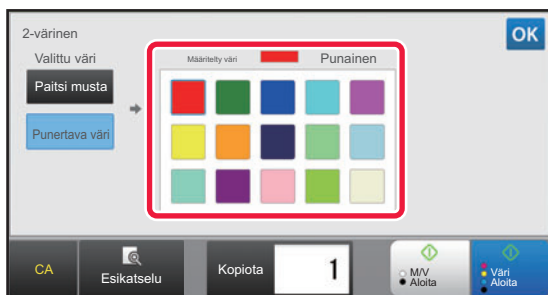 2-värinen
OK
Valittu väri
Määritelty väri
Punainen
Paitsi musta
Punertava väri
CA
Esikatselu
Kopiota
1
M/V
Aloita
Väri
Aloita